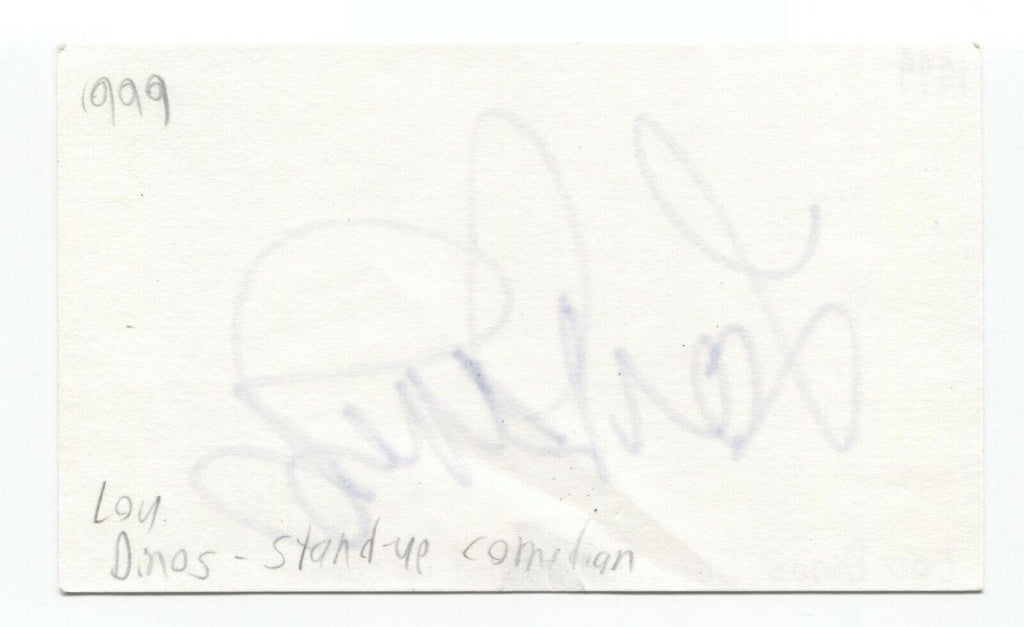 1999
Lou
Dinos - stand-up comedian